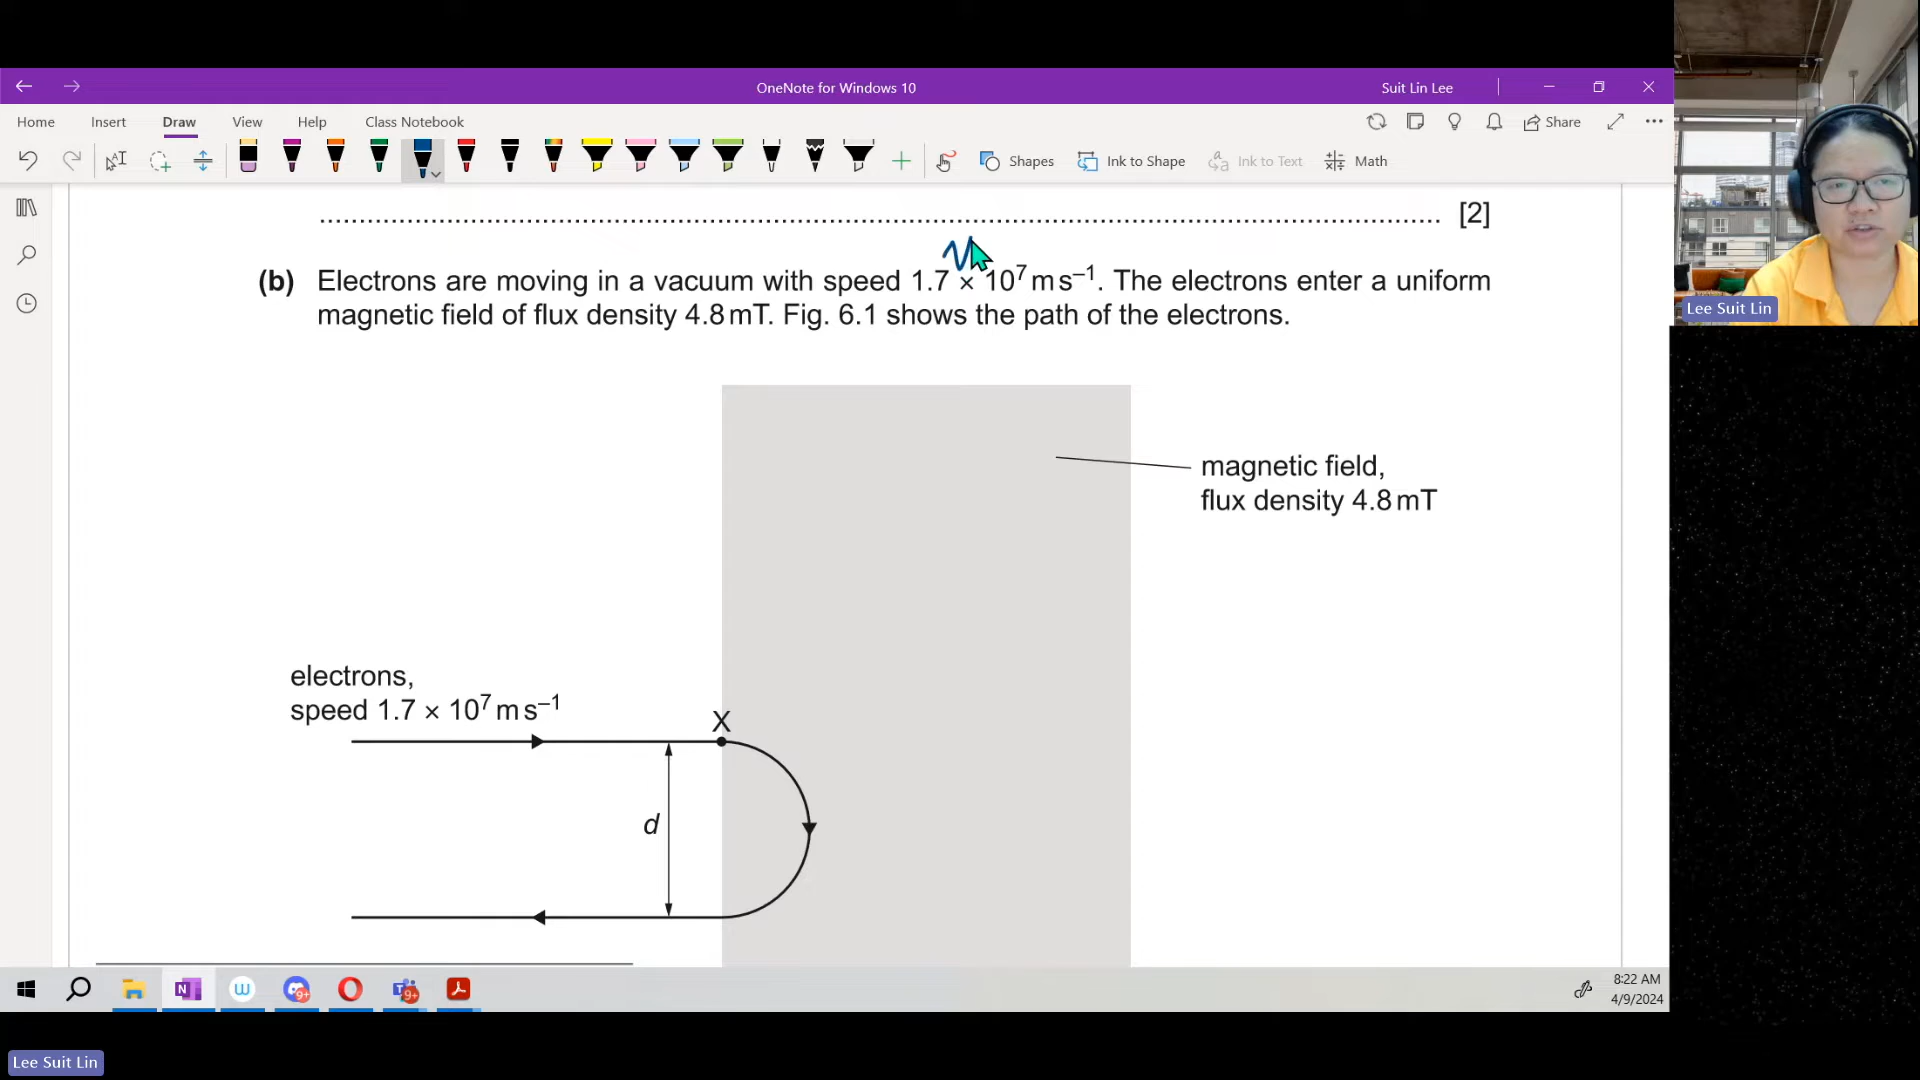 OneNote for Windows 10
Suit Lin Lee
Home Insert Draw View Help Class Notebook
Share
Shapes Ink to Shape Ink to Text Math
[2]
v
(b) Electrons are moving in a vacuum with speed 1.7 × 10⁷ m s⁻¹. The electrons enter a uniform
magnetic field of flux density 4.8 mT. Fig. 6.1 shows the path of the electrons.
magnetic field,
flux density 4.8 mT
electrons,
speed 1.7 × 10⁷ m s⁻¹
X
d
Lee Suit Lin
8:22 AM
4/9/2024
9+
9+
Lee Suit Lin